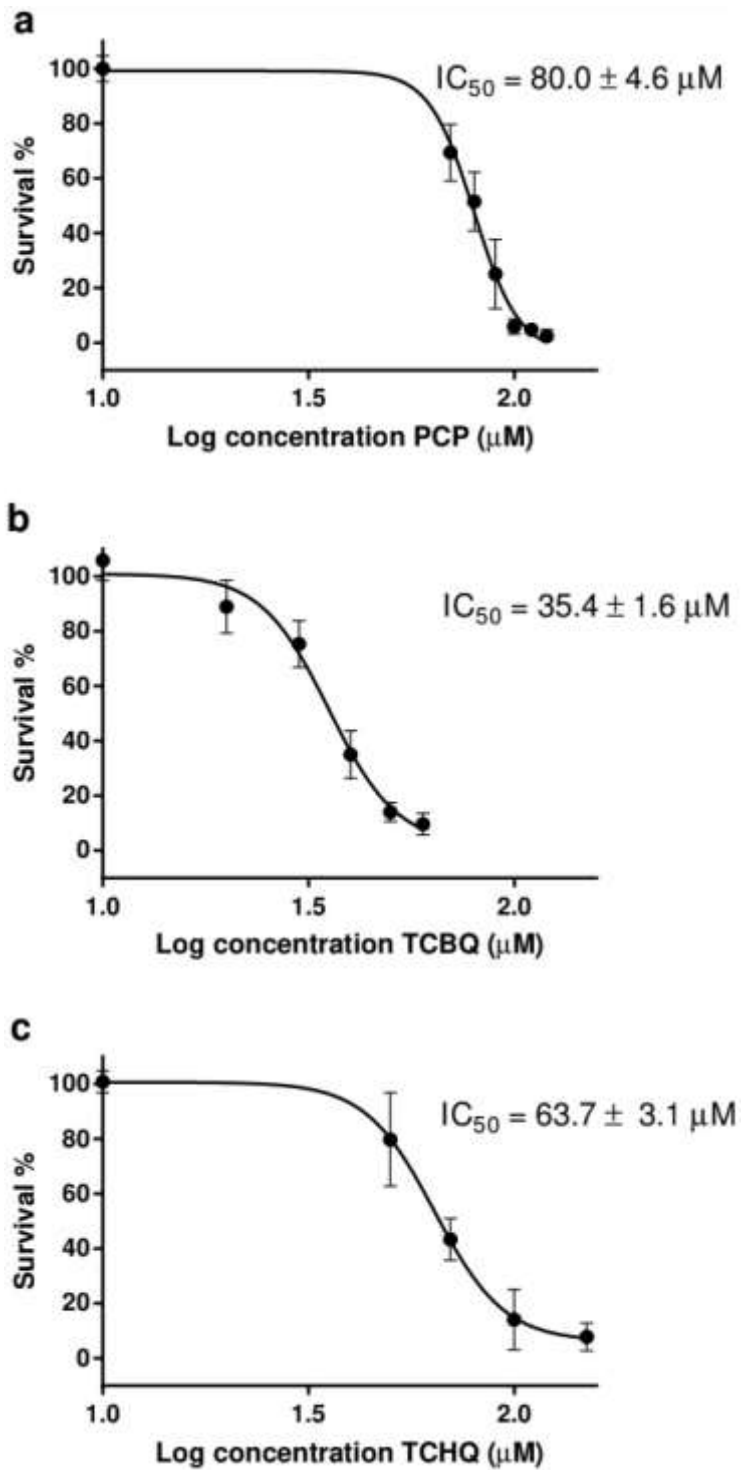 a
IC50 = 80.0 ± 4.6 μM
Survival %
100
80
60
40
20
0
1.0 1.5 2.0
Log concentration PCP (μM)
b
IC50 = 35.4 ± 1.6 μM
Survival %
100
80
60
40
20
0
1.0 1.5 2.0
Log concentration TCBQ (μM)
c
IC50 = 63.7 ± 3.1 μM
Survival %
100
80
60
40
20
0
1.0 1.5 2.0
Log concentration TCHQ (μM)